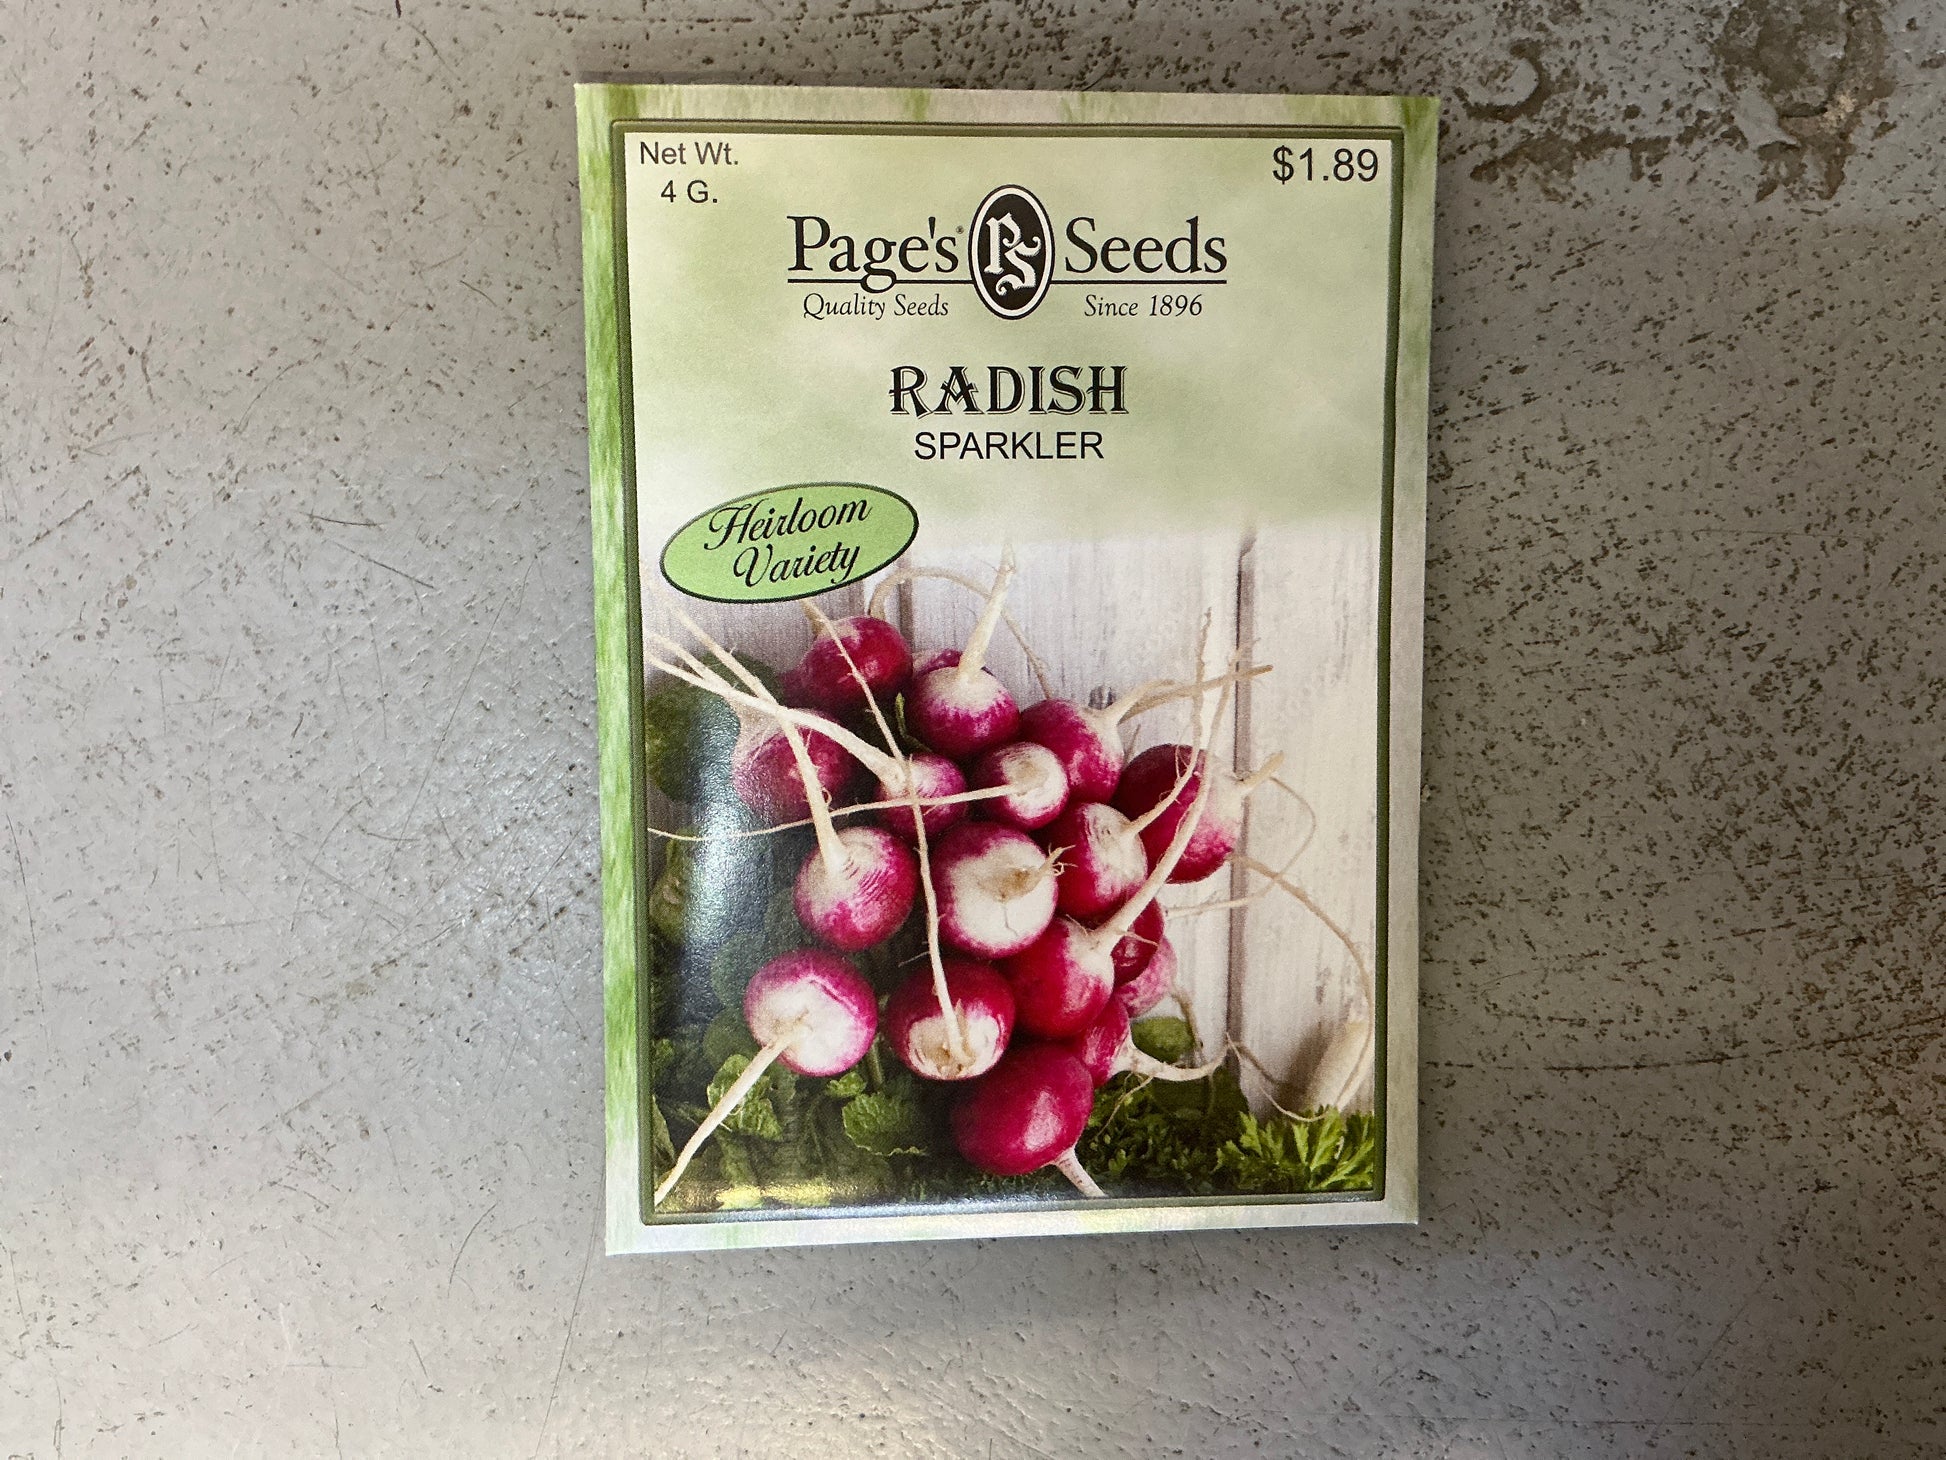 Net Wt.
4 G.
$1.89
Page's® PS Seeds
Quality Seeds Since 1896
RADISH
SPARKLER
Heirloom
Variety